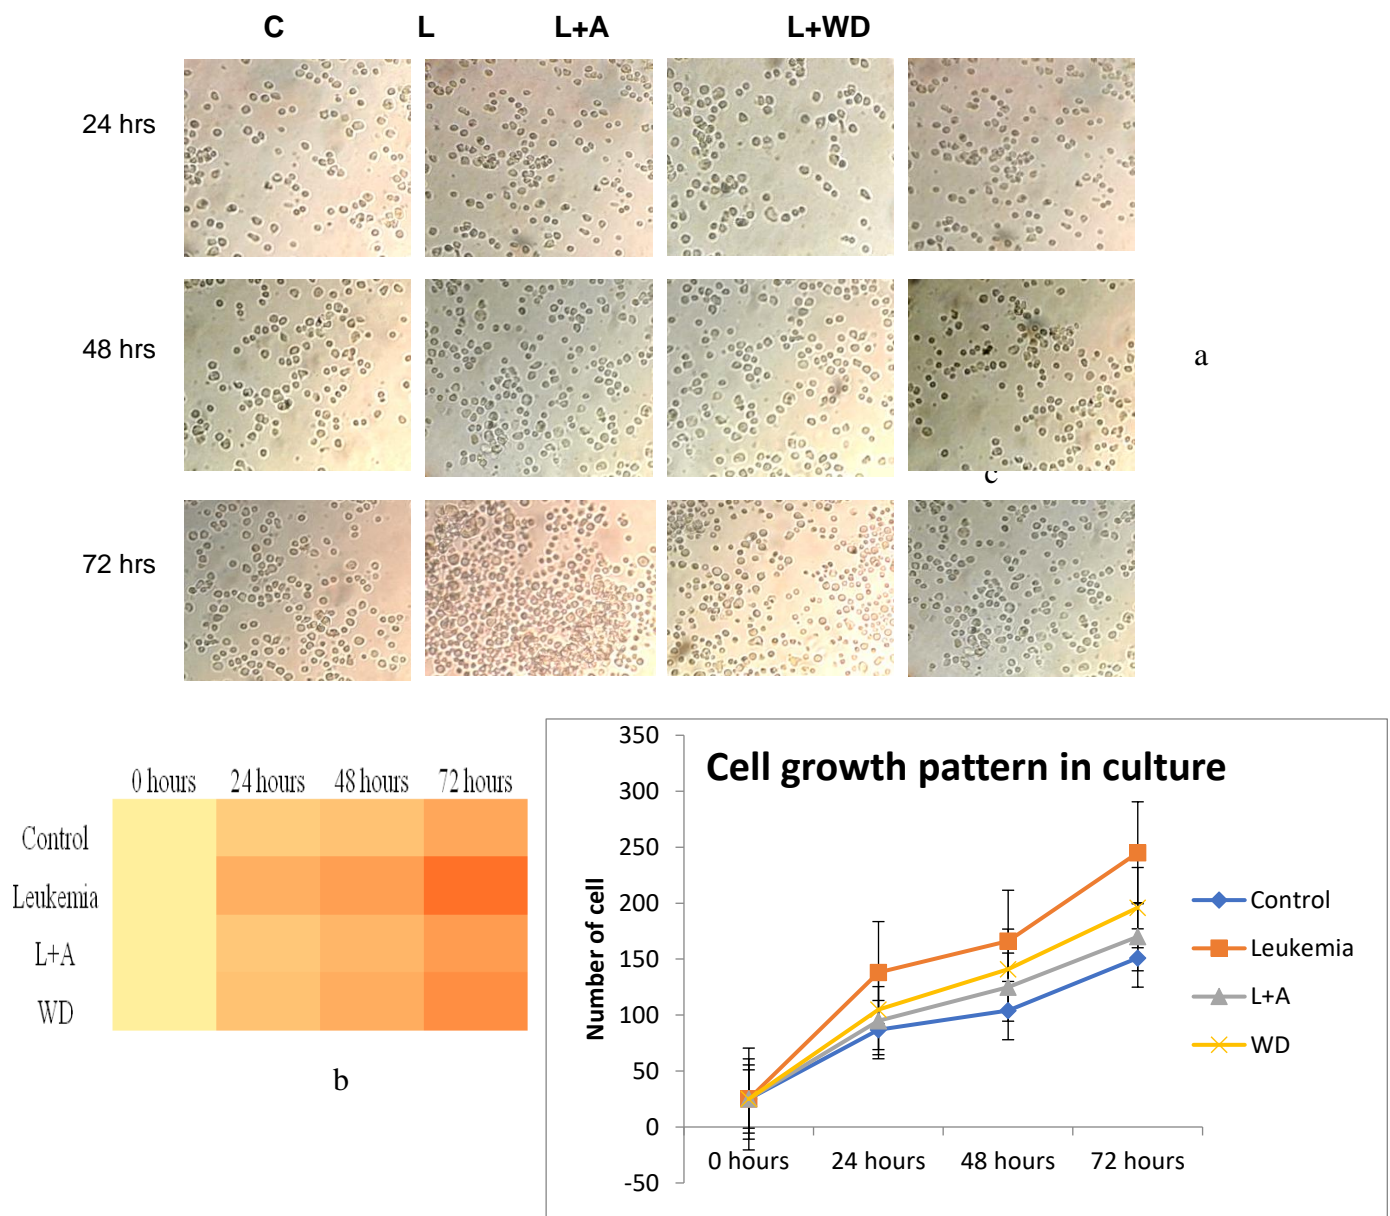 C L L+A L+WD
24 hrs
48 hrs
a
c
72 hrs
0 hours 24 hours 48 hours 72 hours
Control
Leukemia
L+A
WD
b
Cell growth pattern in culture
Number of cell
350
300
250
200
150
100
50
0
-50
0 hours 24 hours 48 hours 72 hours
Control
Leukemia
L+A
WD